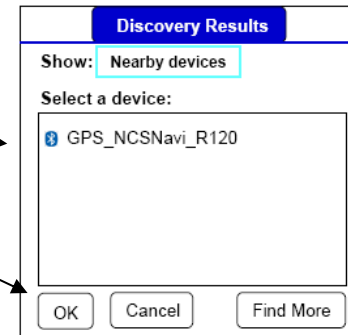 Discovery Results
Show: Nearby devices
Select a device:
GPS_NCSNavi_R120
OK Cancel Find More